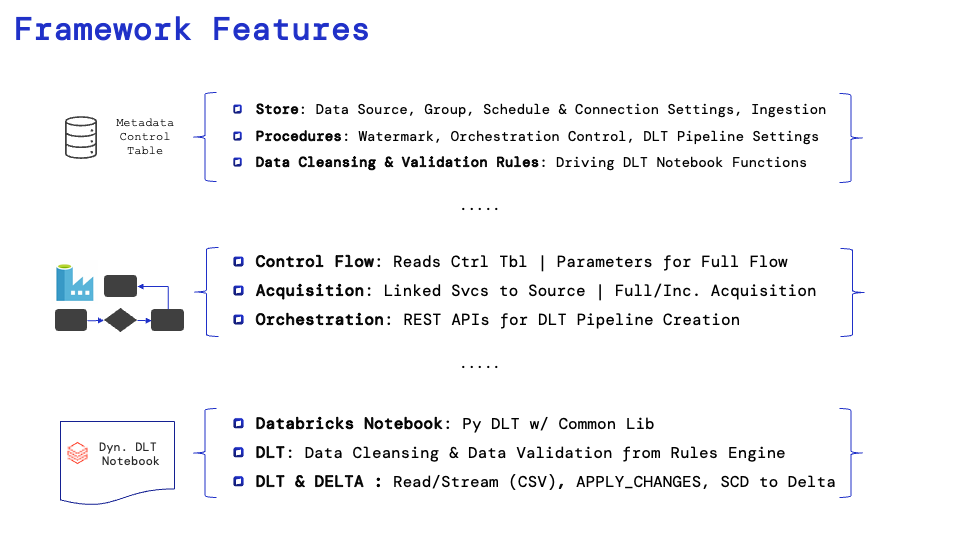 Framework Features
Metadata
Control
Table
Store: Data Source, Group, Schedule & Connection Settings, Ingestion
Procedures: Watermark, Orchestration Control, DLT Pipeline Settings
Data Cleansing & Validation Rules: Driving DLT Notebook Functions
.....
Control Flow: Reads Ctrl Tbl | Parameters for Full Flow
Acquisition: Linked Svcs to Source | Full/Inc. Acquisition
Orchestration: REST APIs for DLT Pipeline Creation
.....
Dyn. DLT
Notebook
Databricks Notebook: Py DLT w/ Common Lib
DLT: Data Cleansing & Data Validation from Rules Engine
DLT & DELTA : Read/Stream (CSV), APPLY_CHANGES, SCD to Delta